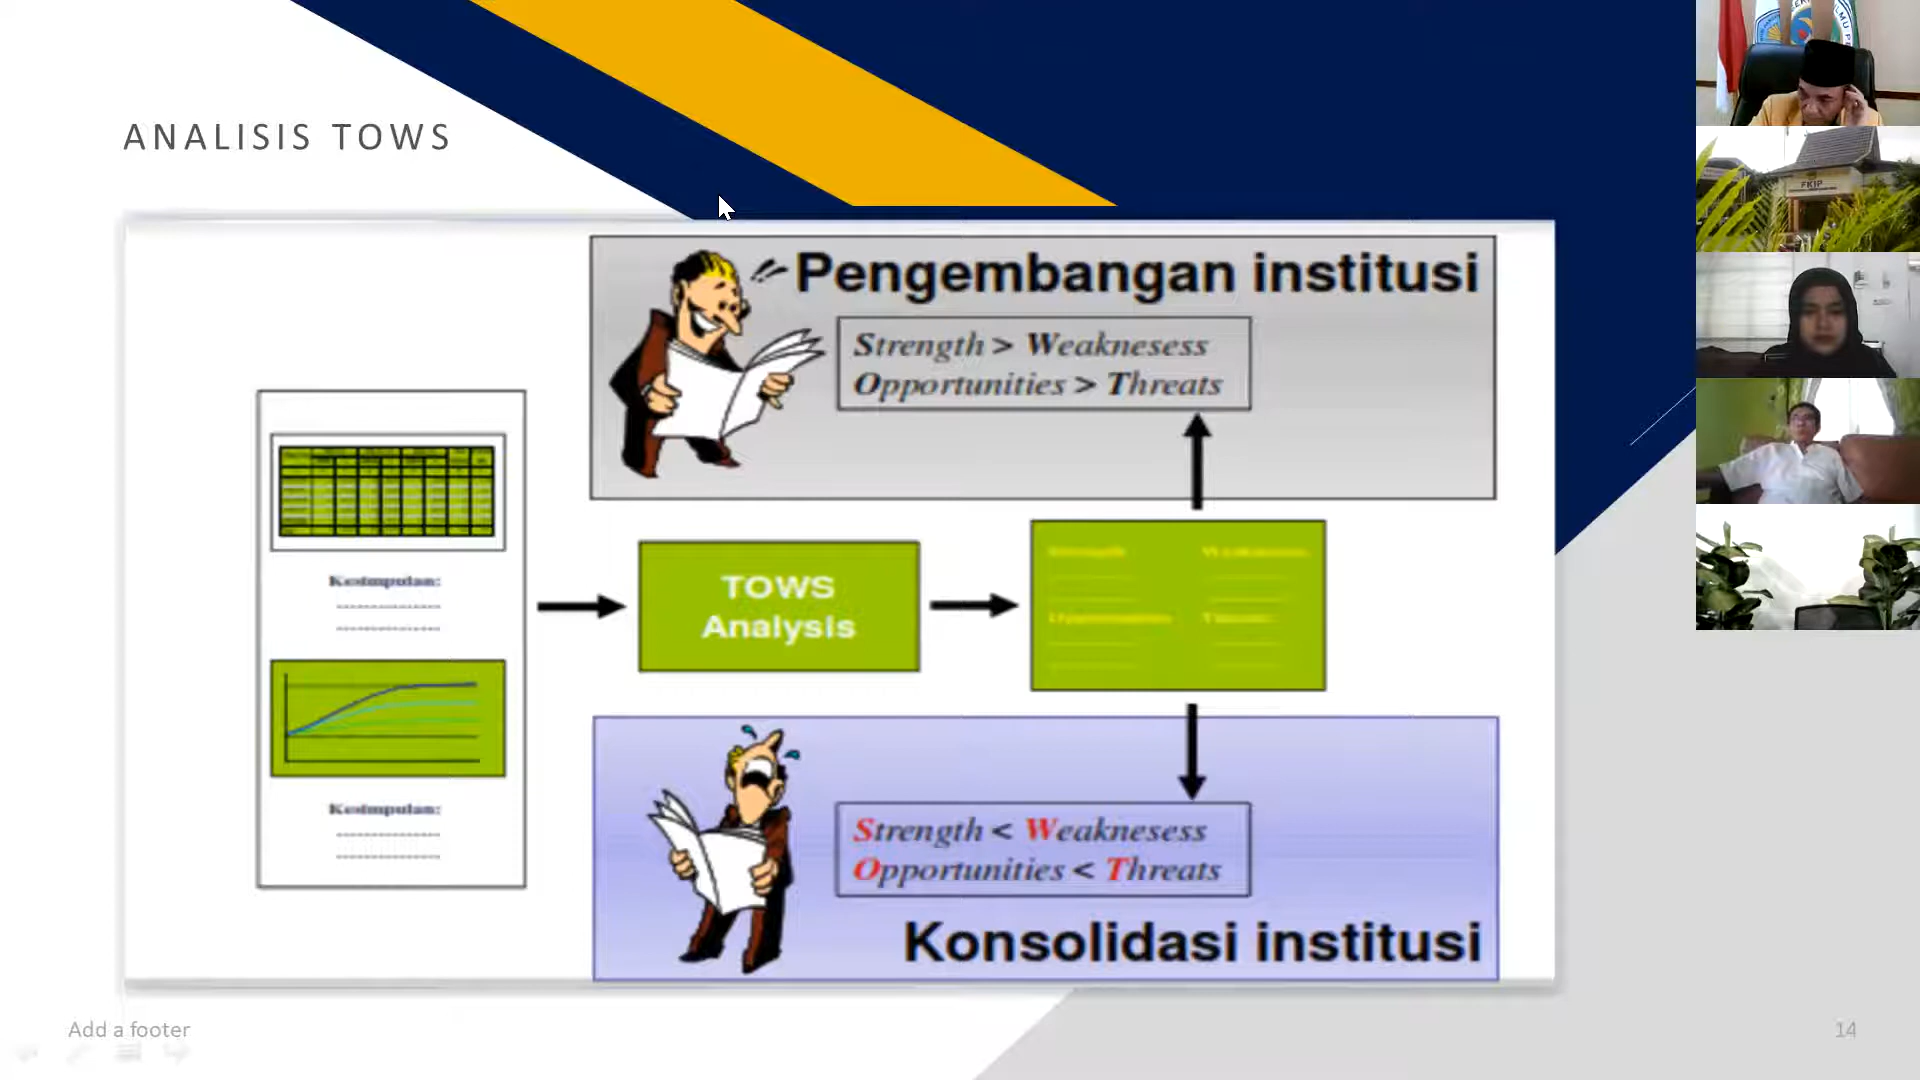 ANALISIS TOWS
Pengembangan institusi
Strength > Weaknesess
Opportunities > Threats
Kesimpulan:
TOWS
Analysis
Kesimpulan:
Strength < Weaknesess
Opportunities < Threats
Konsolidasi institusi
Add a footer
14
FKIP